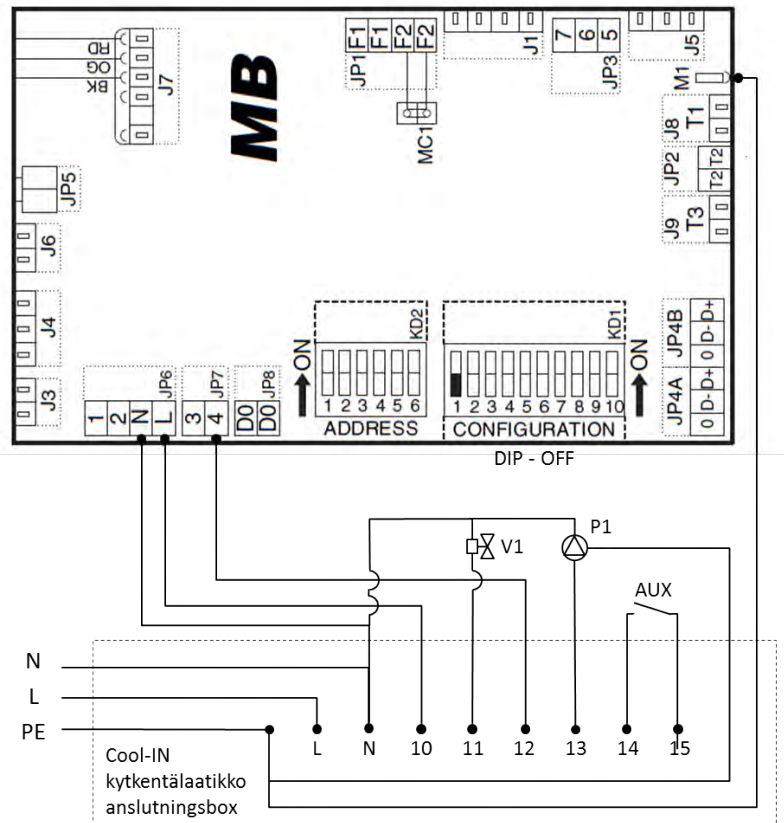 RD
OG
BK
J7
MB
F1 F1 F2 F2
JP1
MC1
J1
7 6 5
JP3
J5
M1
J8 T1
JP2 T2 T2
J9 T3
JP5
J6
J4
J3
1 2 N L JP6
3 4 JP7
D0 D0 JP8
ON
KD2
1 2 3 4 5 6
ADDRESS
KD1
1 2 3 4 5 6 7 8 9 10
CONFIGURATION
ON
JP4B
0 D- D+
JP4A
0 D- D+
DIP - OFF
P1
V1
AUX
N
L
PE
L N 10 11 12 13 14 15
Cool-IN
kytkentälaatikko
anslutningsbox